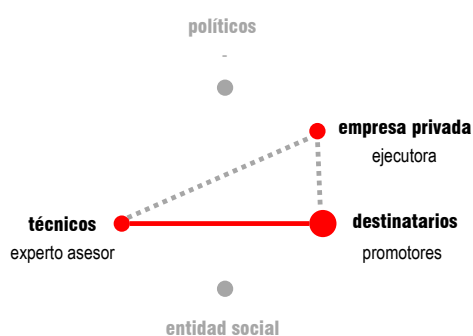 políticos
-
empresa privada
ejecutora
técnicos
experto asesor
destinatarios
promotores
entidad social